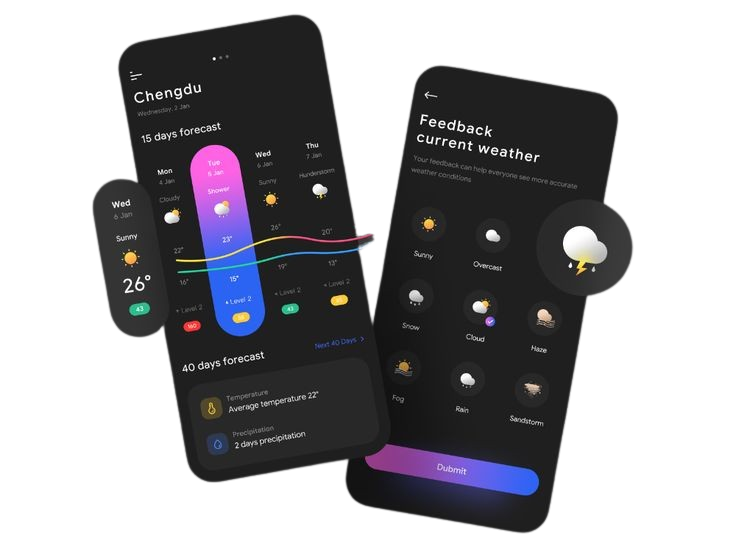 Chengdu
Wednesday, 2 Jan
15 days forecast
Mon
4 Jan
Cloudy
22°
16°
Level 2
160
Tue
6 Jan
Shower
23°
15°
Level 2
Wed
6 Jan
Sunny
26°
19°
Level 2
43
Thu
7 Jan
Hunderstorm
20°
13°
Level 2
Wed
6 Jan
Sunny
26°
43
40 days forecast
Next 40 Days
Temperature
Average temperature 22°
Precipitation
2 days precipitation
Feedback
current weather
Your feedback can help everyone see more accurate
weather conditions
Sunny
Overcast
Snow
Cloud
Haze
Fog
Rain
Sandstorm
Dubmit